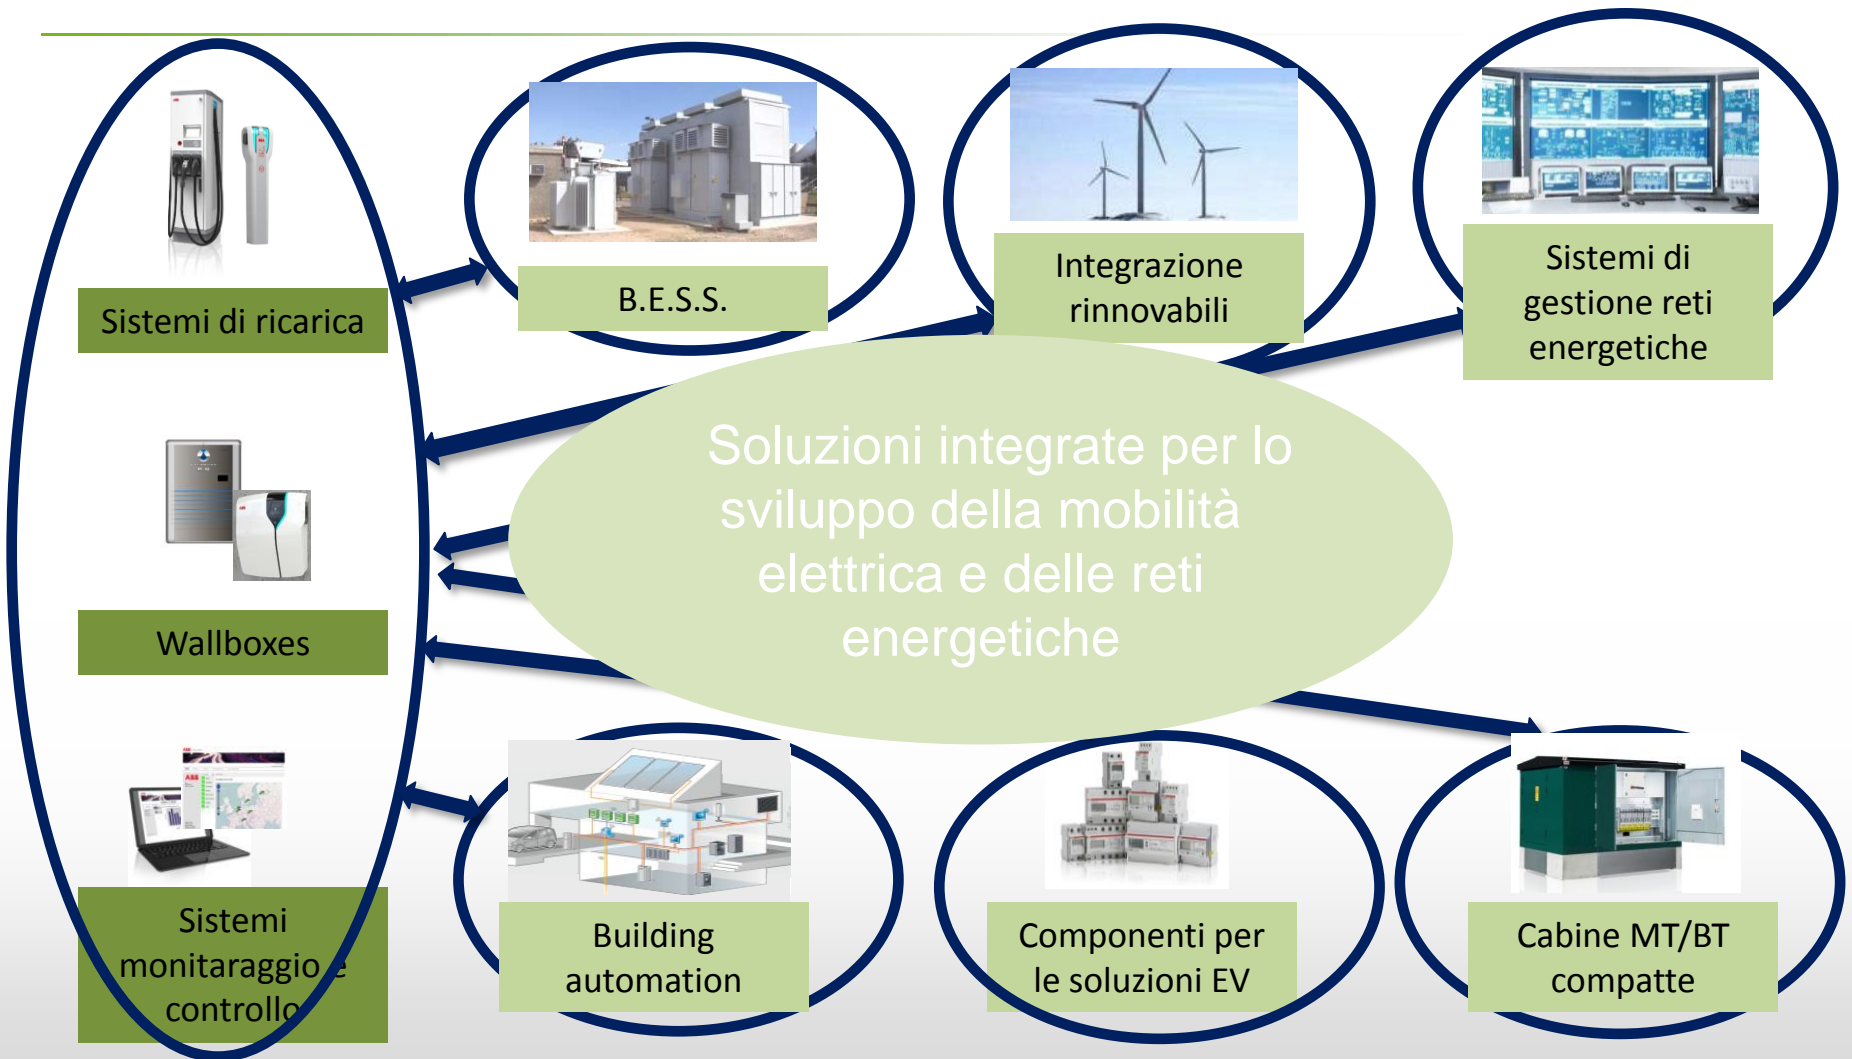 Sistemi di ricarica
B.E.S.S.
Integrazione
rinnovabili
Sistemi di
gestione reti
energetiche
Soluzioni integrate per lo
sviluppo della mobilità
elettrica e delle reti
energetiche
Wallboxes
ABB
Sistemi
monitaraggio e
controllo
Building
automation
Componenti per
le soluzioni EV
Cabine MT/BT
compatte